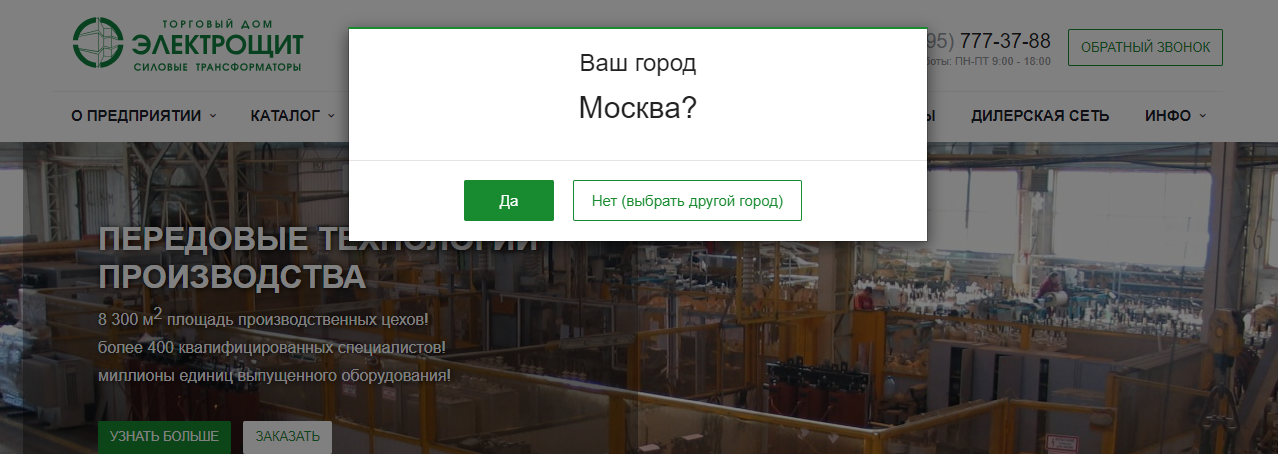 ТОРГОВЫЙ ДОМ
ЭЛЕКТРОЩИТ
СИЛОВЫЕ ТРАНСФОРМАТОРЫ
Ваш город
Москва?
Да
Нет (выбрать другой город)
95) 777-37-88
боты: ПН-ПТ 9:00 - 18:00
ОБРАТНЫЙ ЗВОНОК
О ПРЕДПРИЯТИИ
КАТАЛОГ
Ы
ДИЛЕРСКАЯ СЕТЬ
ИНФО
ПЕРЕДОВЫЕ ТЕХНОЛОГИИ
ПРОИЗВОДСТВА
8 300 м2 площадь производственных цехов!
более 400 квалифицированных специалистов!
миллионы единиц выпущенного оборудования!
УЗНАТЬ БОЛЬШЕ
ЗАКАЗАТЬ